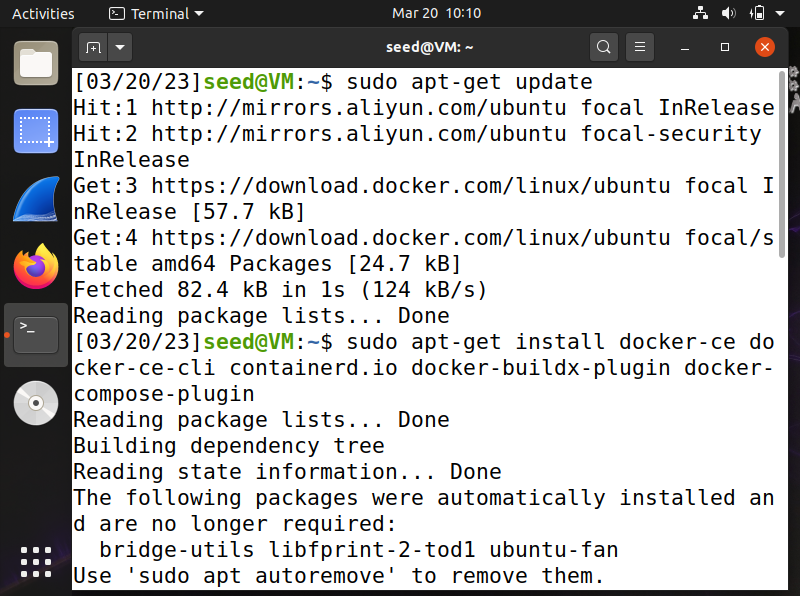 Activities
Terminal
Mar 20 10:10
seed@VM: ~
[03/20/23]seed@VM:~$ sudo apt-get update
Hit:1 http://mirrors.aliyun.com/ubuntu focal InRelease
Hit:2 http://mirrors.aliyun.com/ubuntu focal-security
InRelease
Get:3 https://download.docker.com/linux/ubuntu focal I
nRelease [57.7 kB]
Get:4 https://download.docker.com/linux/ubuntu focal/s
table amd64 Packages [24.7 kB]
Fetched 82.4 kB in 1s (124 kB/s)
Reading package lists... Done
[03/20/23]seed@VM:~$ sudo apt-get install docker-ce do
cker-ce-cli containerd.io docker-buildx-plugin docker-
compose-plugin
Reading package lists... Done
Building dependency tree
Reading state information... Done
The following packages were automatically installed an
d are no longer required:
  bridge-utils libfprint-2-tod1 ubuntu-fan
Use 'sudo apt autoremove' to remove them.